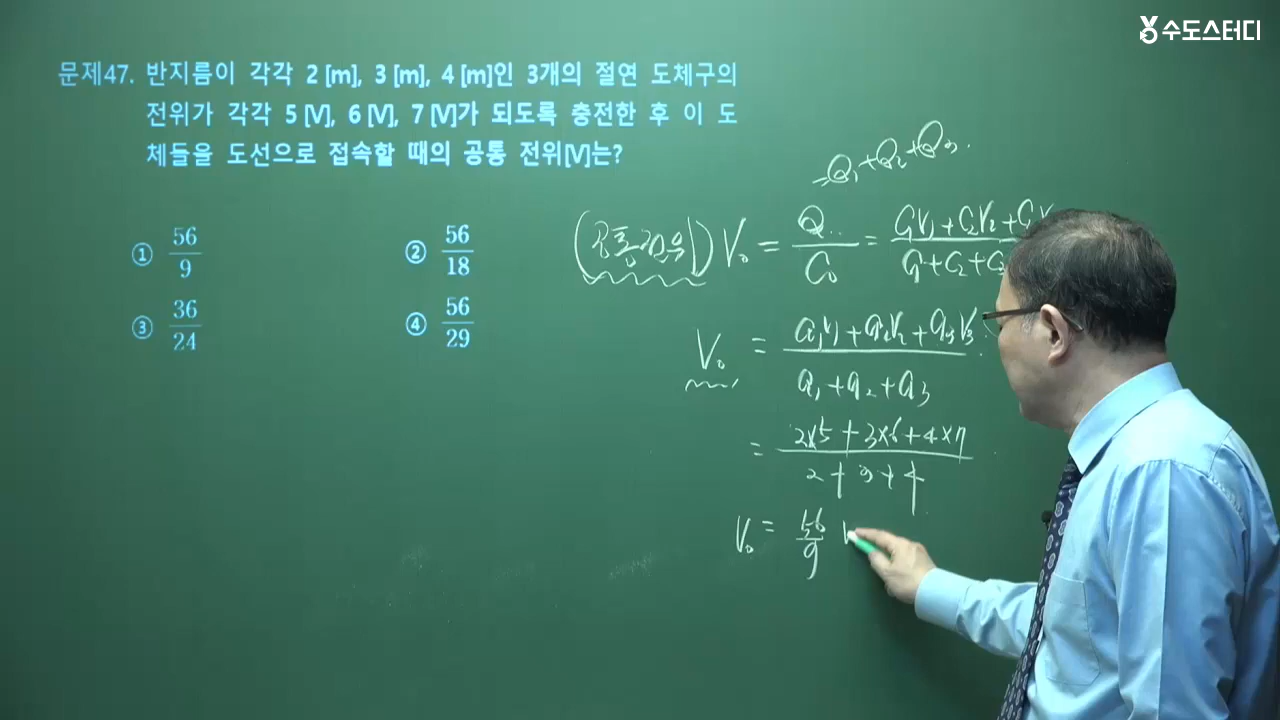 수도스터디
문제47. 반지름이 각각 2 [m], 3 [m], 4 [m]인 3개의 절연 도체구의
전위가 각각 5 [V], 6 [V], 7 [V]가 되도록 충전한 후 이 도
체들을 도선으로 접속할 때의 공통 전위[V]는?
① 56/9
② 56/18
③ 36/24
④ 56/29
= Q₁ + Q₂ + Q₃
(공통전위) V₀ = Q/C₀ = C₁V₁ + C₂V₂ + C V / C₁ + C₂ + C₃
V₀ = a₁V₁ + a₂V₂ + a₃V₃ / a₁ + a₂ + a₃
= 2×5 + 3×6 + 4×7 / 2 + 3 + 4
V₀ = 56/9 V